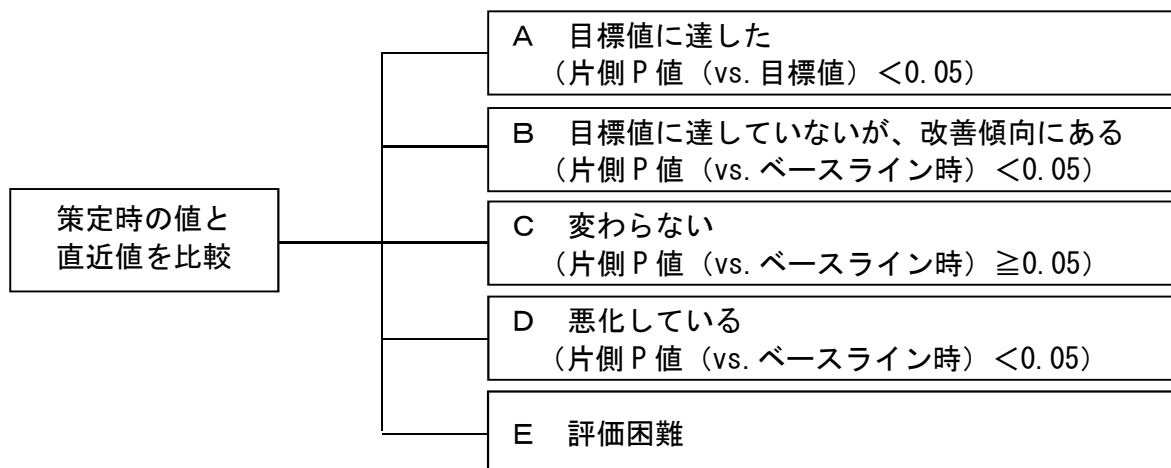 策定時の値と
直近値を比較
A 目標値に達した
(片側P値(vs.目標値)<0.05)
B 目標値に達していないが、改善傾向にある
(片側P値(vs.ベースライン時)<0.05)
C 変わらない
(片側P値(vs.ベースライン時)≧0.05)
D 悪化している
(片側P値(vs.ベースライン時)<0.05)
E 評価困難